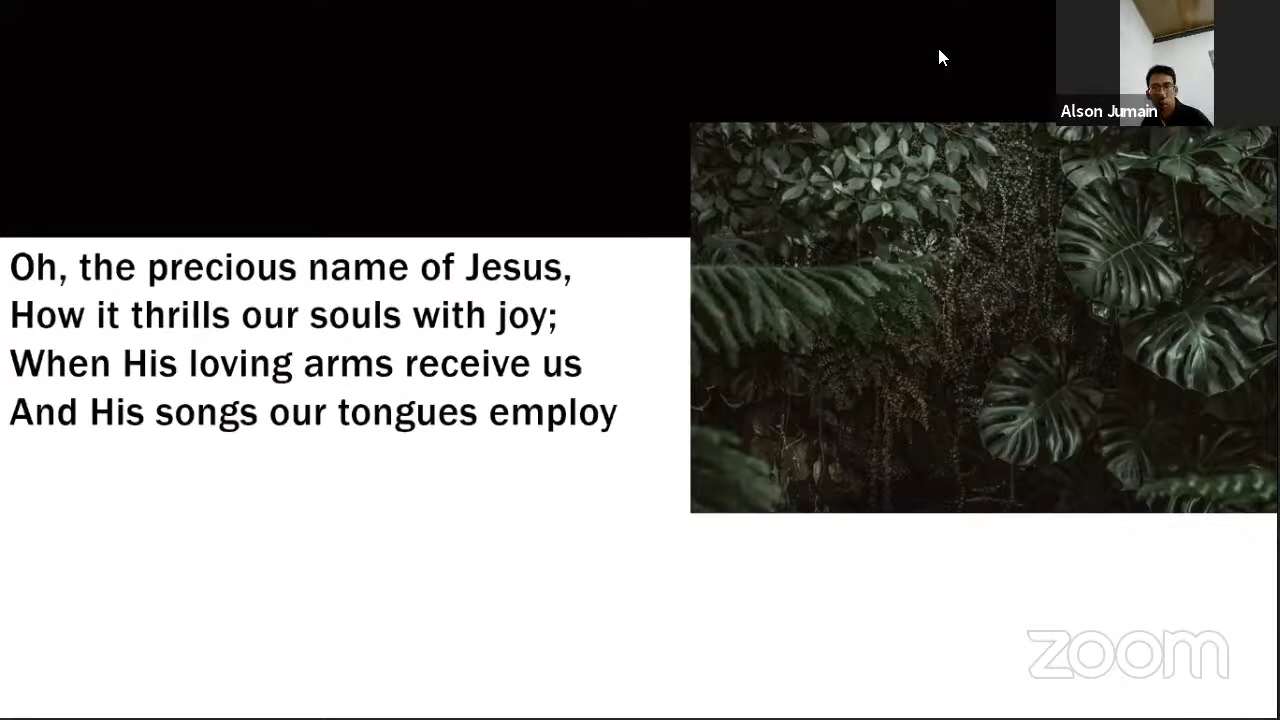 Alson Jumain
Oh, the precious name of Jesus,
How it thrills our souls with joy;
When His loving arms receive us
And His songs our tongues employ
zoom